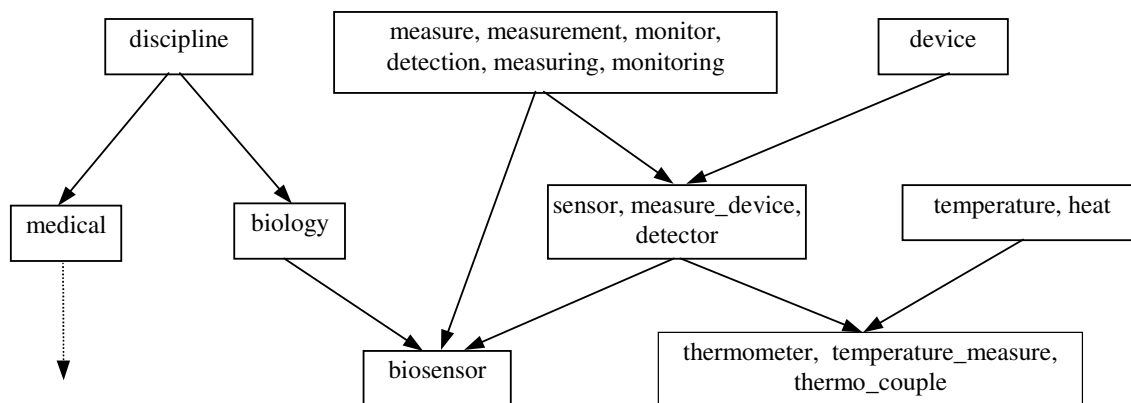 discipline
measure, measurement, monitor,
detection, measuring, monitoring
device
medical
biology
sensor, measure_device,
detector
temperature, heat
biosensor
thermometer,  temperature_measure,
thermo_couple